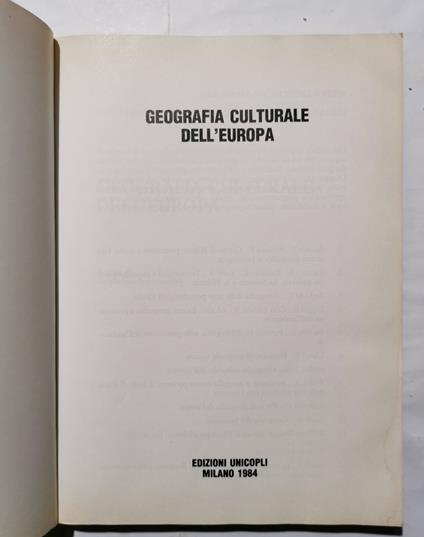 GEOGRAFIA CULTURALE
DELL'EUROPA
EDIZIONI UNICOPLI
MILANO 1984